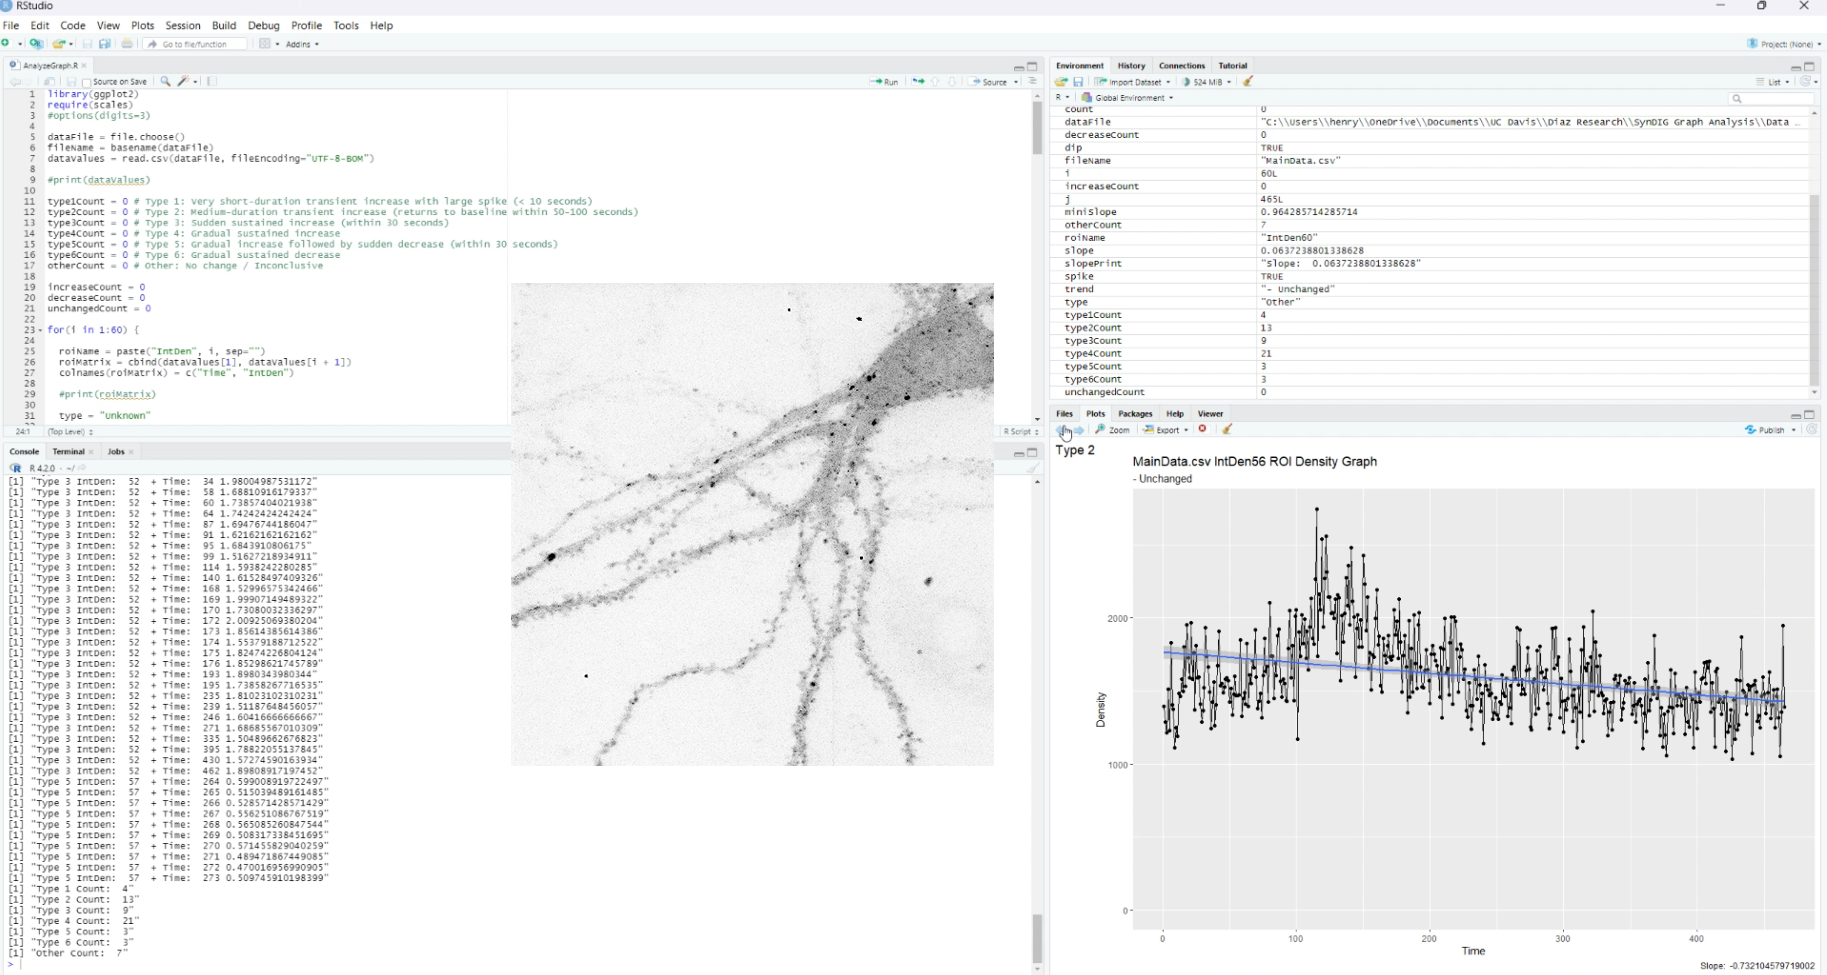 RStudio
File Edit Code View Plots Session Build Debug Profile Tools Help
Go to file/function Addins Project: (None)
AnalyzeGraph.R
Source on Save Run Source
1 library(ggplot2)
2 require(scales)
3 #options(digits=3)
4
5 dataFile = file.choose()
6 fileName = basename(dataFile)
7 dataValues = read.csv(dataFile, fileEncoding="UTF-8-BOM")
8
9 #print(dataValues)
10
11 type1Count = 0 # Type 1: Very short-duration transient increase with large spike (< 10 seconds)
12 type2Count = 0 # Type 2: Medium-duration transient increase (returns to baseline within 50-100 seconds)
13 type3Count = 0 # Type 3: Sudden sustained increase (within 30 seconds)
14 type4Count = 0 # Type 4: Gradual sustained increase
15 type5Count = 0 # Type 5: Gradual increase followed by sudden decrease (within 30 seconds)
16 type6Count = 0 # Type 6: Gradual sustained decrease
17 otherCount = 0 # Other: No change / Inconclusive
18
19 increaseCount = 0
20 decreaseCount = 0
21 unchangedCount = 0
22
23 for(i in 1:60) {
24
25 roiName = paste("IntDen", i, sep="")
26 roiMatrix = cbind(dataValues[1], dataValues[i + 1])
27 colnames(roiMatrix) = c("Time", "IntDen")
28
29 #print(roiMatrix)
30
31 type = "Unknown"
24:1 (Top Level) R Script
Console Terminal Jobs
R 4.2.0 · ~/
[1] "Type 3 IntDen: 52 + Time: 34 1.98004987531172"
[1] "Type 3 IntDen: 52 + Time: 58 1.68810916179337"
[1] "Type 3 IntDen: 52 + Time: 60 1.73857404021938"
[1] "Type 3 IntDen: 52 + Time: 64 1.74242424242424"
[1] "Type 3 IntDen: 52 + Time: 87 1.69476744186047"
[1] "Type 3 IntDen: 52 + Time: 91 1.62162162162162"
[1] "Type 3 IntDen: 52 + Time: 95 1.6843910806175"
[1] "Type 3 IntDen: 52 + Time: 99 1.51627218934911"
[1] "Type 3 IntDen: 52 + Time: 114 1.5938242280285"
[1] "Type 3 IntDen: 52 + Time: 140 1.61528497409326"
[1] "Type 3 IntDen: 52 + Time: 168 1.52996575342466"
[1] "Type 3 IntDen: 52 + Time: 169 1.99907149489322"
[1] "Type 3 IntDen: 52 + Time: 170 1.73080032336297"
[1] "Type 3 IntDen: 52 + Time: 172 2.00925069380204"
[1] "Type 3 IntDen: 52 + Time: 173 1.85614385614386"
[1] "Type 3 IntDen: 52 + Time: 174 1.55379188712522"
[1] "Type 3 IntDen: 52 + Time: 175 1.82474226804124"
[1] "Type 3 IntDen: 52 + Time: 176 1.85298621745789"
[1] "Type 3 IntDen: 52 + Time: 193 1.8980343980344"
[1] "Type 3 IntDen: 52 + Time: 195 1.73858267716535"
[1] "Type 3 IntDen: 52 + Time: 235 1.81023102310231"
[1] "Type 3 IntDen: 52 + Time: 239 1.51187648456057"
[1] "Type 3 IntDen: 52 + Time: 246 1.60416666666667"
[1] "Type 3 IntDen: 52 + Time: 271 1.68685567010309"
[1] "Type 3 IntDen: 52 + Time: 335 1.50489662676823"
[1] "Type 3 IntDen: 52 + Time: 395 1.78822055137845"
[1] "Type 3 IntDen: 52 + Time: 430 1.57274590163934"
[1] "Type 3 IntDen: 52 + Time: 462 1.89808917197452"
[1] "Type 5 IntDen: 57 + Time: 264 0.599008919722497"
[1] "Type 5 IntDen: 57 + Time: 265 0.515039489161485"
[1] "Type 5 IntDen: 57 + Time: 266 0.528571428571429"
[1] "Type 5 IntDen: 57 + Time: 267 0.556251086767519"
[1] "Type 5 IntDen: 57 + Time: 268 0.565085260847544"
[1] "Type 5 IntDen: 57 + Time: 269 0.508317338451695"
[1] "Type 5 IntDen: 57 + Time: 270 0.571455829040259"
[1] "Type 5 IntDen: 57 + Time: 271 0.489471867449085"
[1] "Type 5 IntDen: 57 + Time: 272 0.470016956990905"
[1] "Type 5 IntDen: 57 + Time: 273 0.509745910198399"
[1] "Type 1 Count: 4"
[1] "Type 2 Count: 13"
[1] "Type 3 Count: 9"
[1] "Type 4 Count: 21"
[1] "Type 5 Count: 3"
[1] "Type 6 Count: 3"
[1] "Other Count: 7"
>
Environment History Connections Tutorial
Import Dataset 524 MiB List
R Global Environment
count 0
dataFile "C:\\Users\\henry\\OneDrive\\Documents\\UC Davis\\Diaz Research\\SynDIG Graph Analysis\\Data …
decreaseCount 0
dip TRUE
fileName "MainData.csv"
i 60L
increaseCount 0
j 465L
miniSlope 0.964285714285714
otherCount 7
roiName "IntDen60"
slope 0.0637238801338628
slopePrint "Slope: 0.0637238801338628"
spike TRUE
trend "- Unchanged"
type "Other"
type1Count 4
type2Count 13
type3Count 9
type4Count 21
type5Count 3
type6Count 3
unchangedCount 0
Files Plots Packages Help Viewer
Zoom Export Publish
Type 2
MainData.csv IntDen56 ROI Density Graph
- Unchanged
2000
Density
1000
0
0 100 200 300 400
Time
Slope: -0.732104579719002